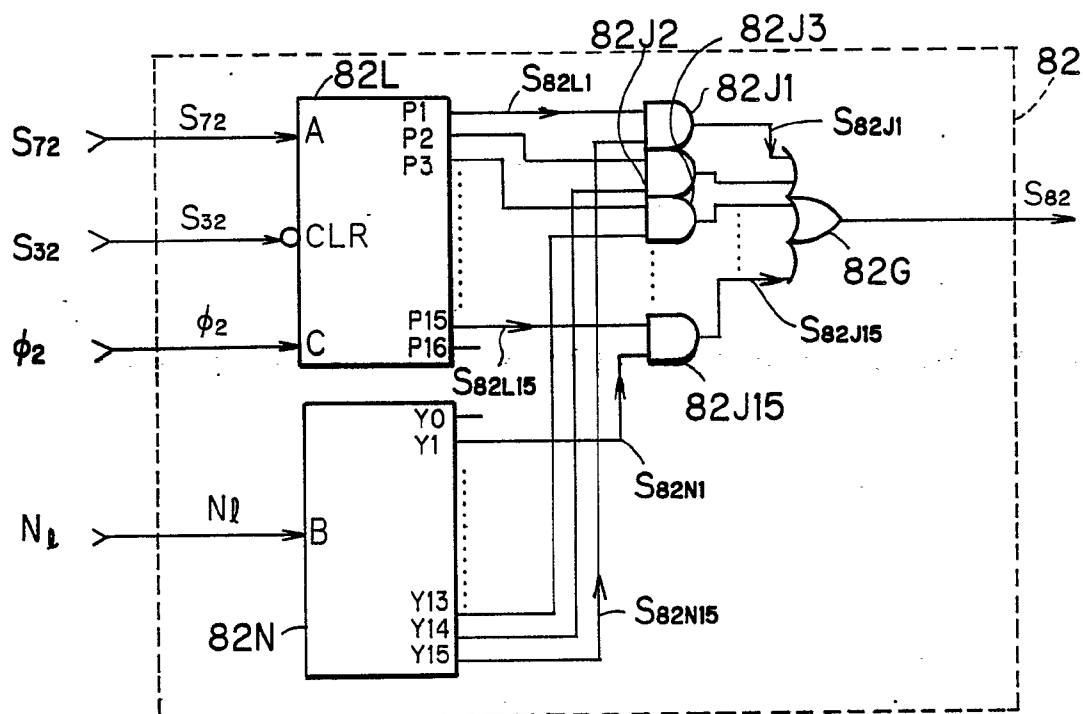 82J2
82J3
82L
S82L1
82J1
82
S72
S72
A
P1
P2
P3
S82J1
S32
S32
CLR
S82
82G
ϕ2
ϕ2
C
P15
P16
S82L15
S82J15
82J15
Y0
Y1
S82N1
Nℓ
Nℓ
B
Y13
Y14
Y15
S82N15
82N